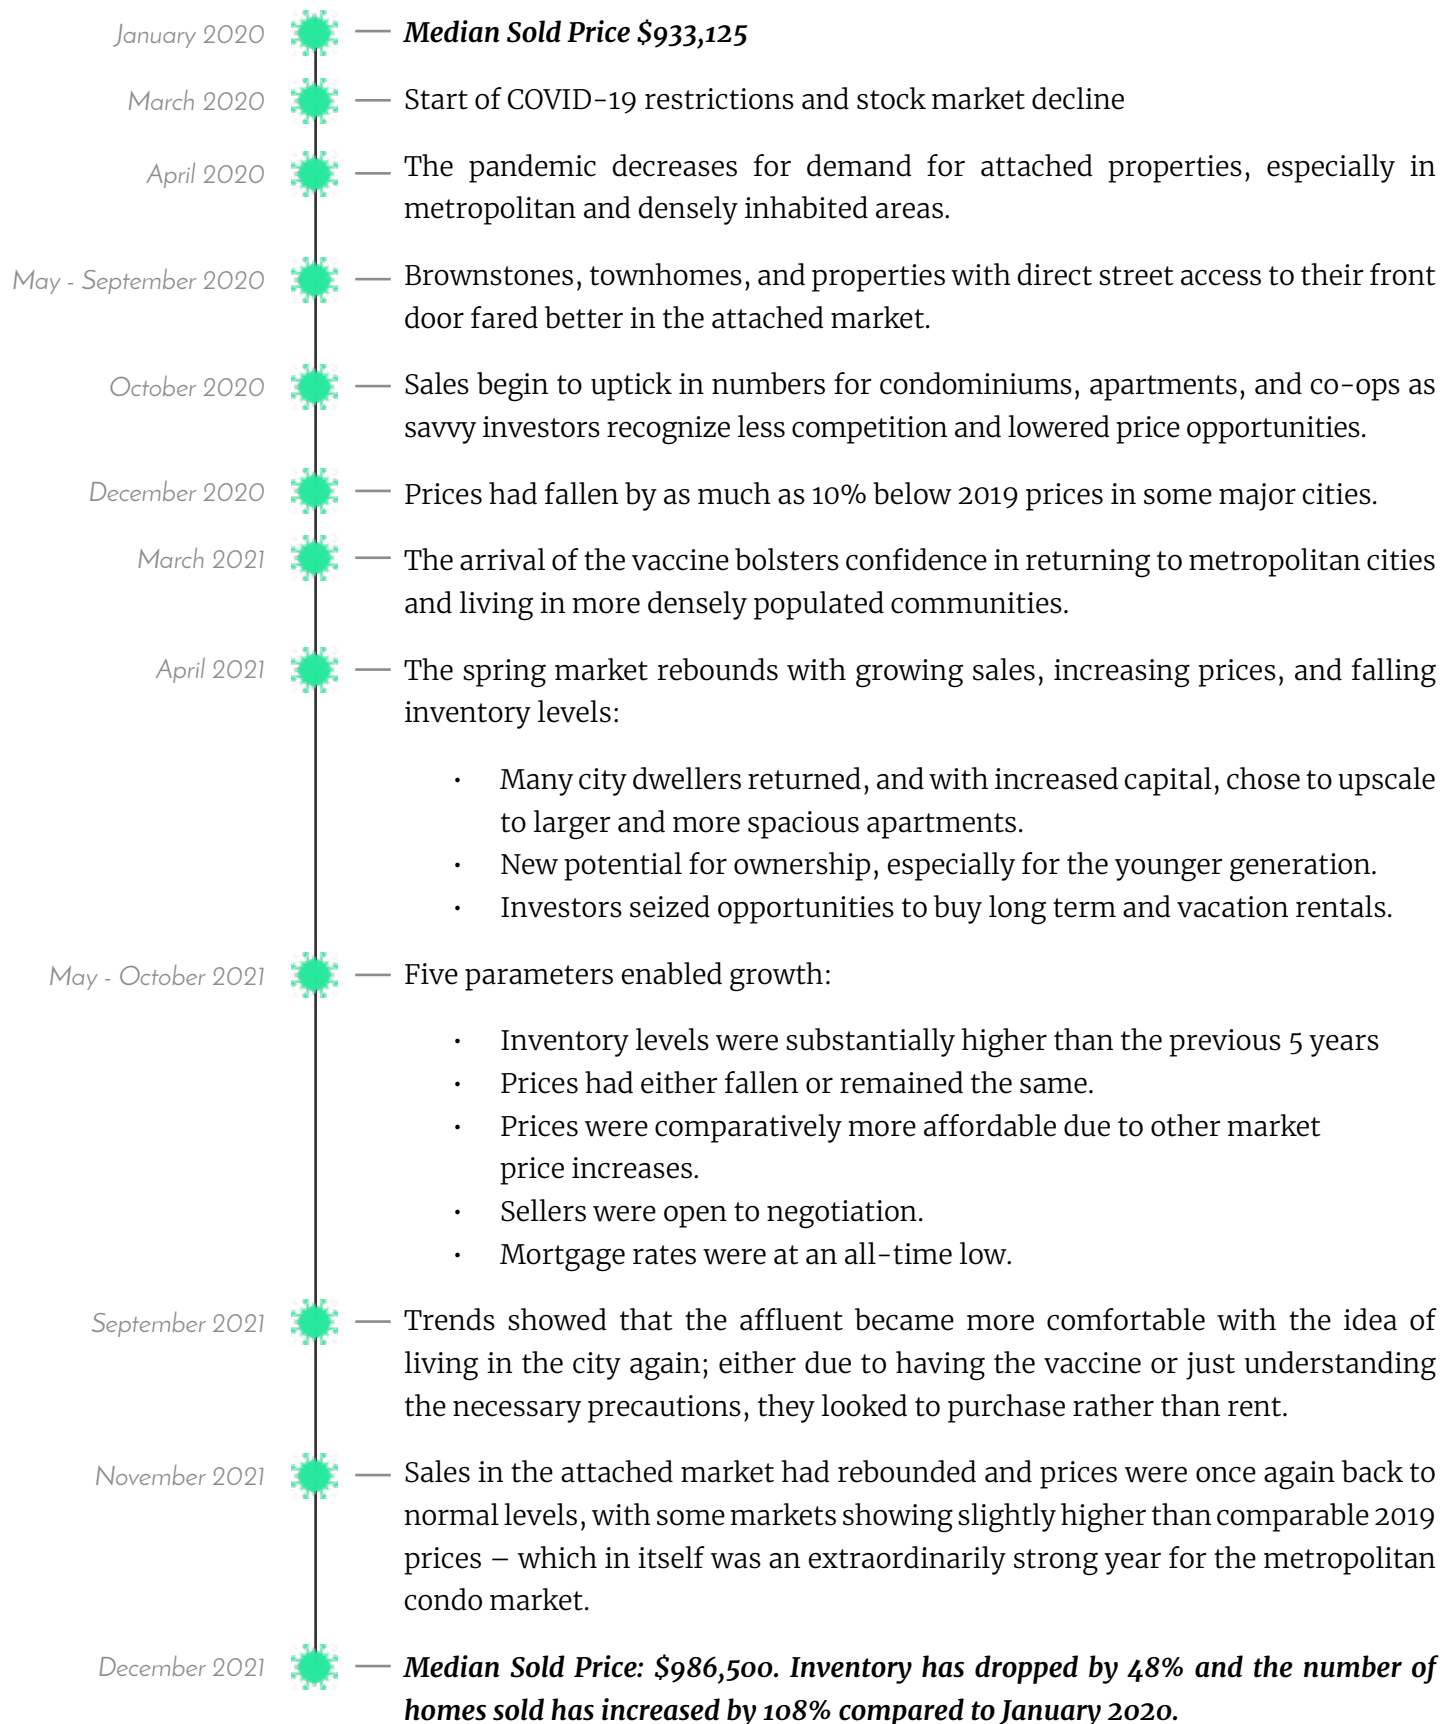 January 2020
Median Sold Price $933,125
March 2020
Start of COVID-19 restrictions and stock market decline
April 2020
The pandemic decreases for demand for attached properties, especially in
metropolitan and densely inhabited areas.
May - September 2020
Brownstones, townhomes, and properties with direct street access to their front
door fared better in the attached market.
October 2020
Sales begin to uptick in numbers for condominiums, apartments, and co-ops as
savvy investors recognize less competition and lowered price opportunities.
December 2020
Prices had fallen by as much as 10% below 2019 prices in some major cities.
March 2021
The arrival of the vaccine bolsters confidence in returning to metropolitan cities
and living in more densely populated communities.
April 2021
The spring market rebounds with growing sales, increasing prices, and falling
inventory levels:
• Many city dwellers returned, and with increased capital, chose to upscale
to larger and more spacious apartments.
• New potential for ownership, especially for the younger generation.
• Investors seized opportunities to buy long term and vacation rentals.
May - October 2021
Five parameters enabled growth:
• Inventory levels were substantially higher than the previous 5 years
• Prices had either fallen or remained the same.
• Prices were comparatively more affordable due to other market
price increases.
• Sellers were open to negotiation.
• Mortgage rates were at an all-time low.
September 2021
Trends showed that the affluent became more comfortable with the idea of
living in the city again; either due to having the vaccine or just understanding
the necessary precautions, they looked to purchase rather than rent.
November 2021
Sales in the attached market had rebounded and prices were once again back to
normal levels, with some markets showing slightly higher than comparable 2019
prices – which in itself was an extraordinarily strong year for the metropolitan
condo market.
December 2021
Median Sold Price: $986,500. Inventory has dropped by 48% and the number of
homes sold has increased by 108% compared to January 2020.